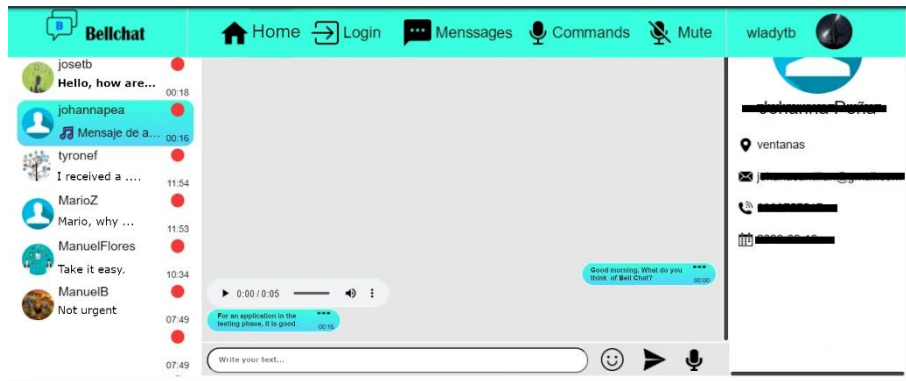 B
Bellchat
Home
Login
Menssages
Commands
Mute
wladytb
josetb
Hello, how are...
00:18
johannapea
Mensaje de a...
00:16
tyronef
I received a ....
11:54
MarioZ
Mario, why ...
11:53
ManuelFlores
Take it easy.
10:34
ManuelB
Not urgent
07:49
07:49
Good morning. What do you
think of Bell Chat?
00:00
0:00 / 0:05
For an application in the
testing phase, it is good.
00:16
Write your text...
ventanas